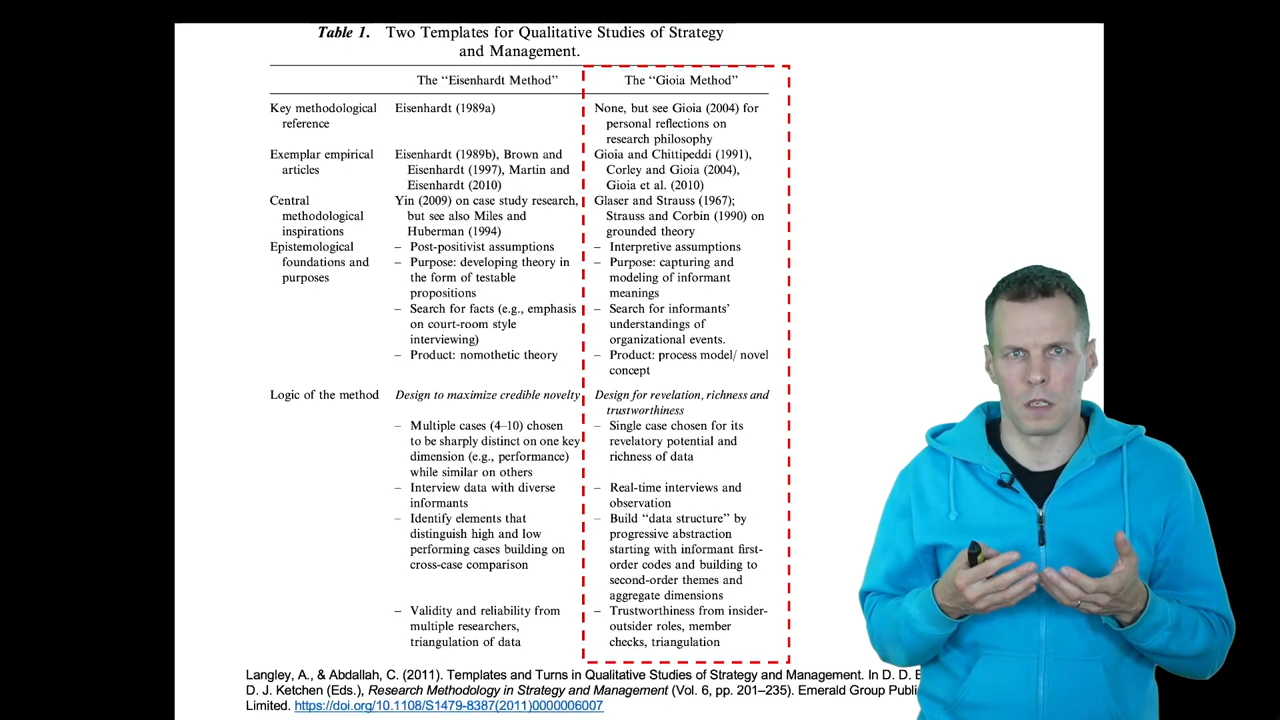 Table 1. Two Templates for Qualitative Studies of Strategy
and Management.
The "Eisenhardt Method" The "Gioia Method"
Key methodological reference
Eisenhardt (1989a)
None, but see Gioia (2004) for
personal reflections on
research philosophy
Exemplar empirical
articles
Eisenhardt (1989b), Brown and
Eisenhardt (1997), Martin and
Eisenhardt (2010)
Gioia and Chittipeddi (1991),
Corley and Gioia (2004),
Gioia et al. (2010)
Central
methodological
inspirations
Yin (2009) on case study research,
but see also Miles and
Huberman (1994)
Glaser and Strauss (1967);
Strauss and Corbin (1990) on
grounded theory
Epistemological
foundations and
purposes
– Post-positivist assumptions
– Purpose: developing theory in
the form of testable
propositions
– Search for facts (e.g., emphasis
on court-room style
interviewing)
– Product: nomothetic theory
– Interpretive assumptions
– Purpose: capturing and
modeling of informant
meanings
– Search for informants'
understandings of
organizational events.
– Product: process model/ novel
concept
Logic of the method
Design to maximize credible novelty
– Multiple cases (4–10) chosen
to be sharply distinct on one key
dimension (e.g., performance)
while similar on others
– Interview data with diverse
informants
– Identify elements that
distinguish high and low
performing cases building on
cross-case comparison
– Validity and reliability from
multiple researchers,
triangulation of data
Design for revelation, richness and
trustworthiness
– Single case chosen for its
revelatory potential and
richness of data
– Real-time interviews and
observation
– Build "data structure" by
progressive abstraction
starting with informant first-
order codes and building to
second-order themes and
aggregate dimensions
– Trustworthiness from insider-
outsider roles, member
checks, triangulation
Langley, A., & Abdallah, C. (2011). Templates and Turns in Qualitative Studies of Strategy and Management. In D. D.
D. J. Ketchen (Eds.), Research Methodology in Strategy and Management (Vol. 6, pp. 201–235). Emerald Group Publi
Limited. https://doi.org/10.1108/S1479-8387(2011)0000006007